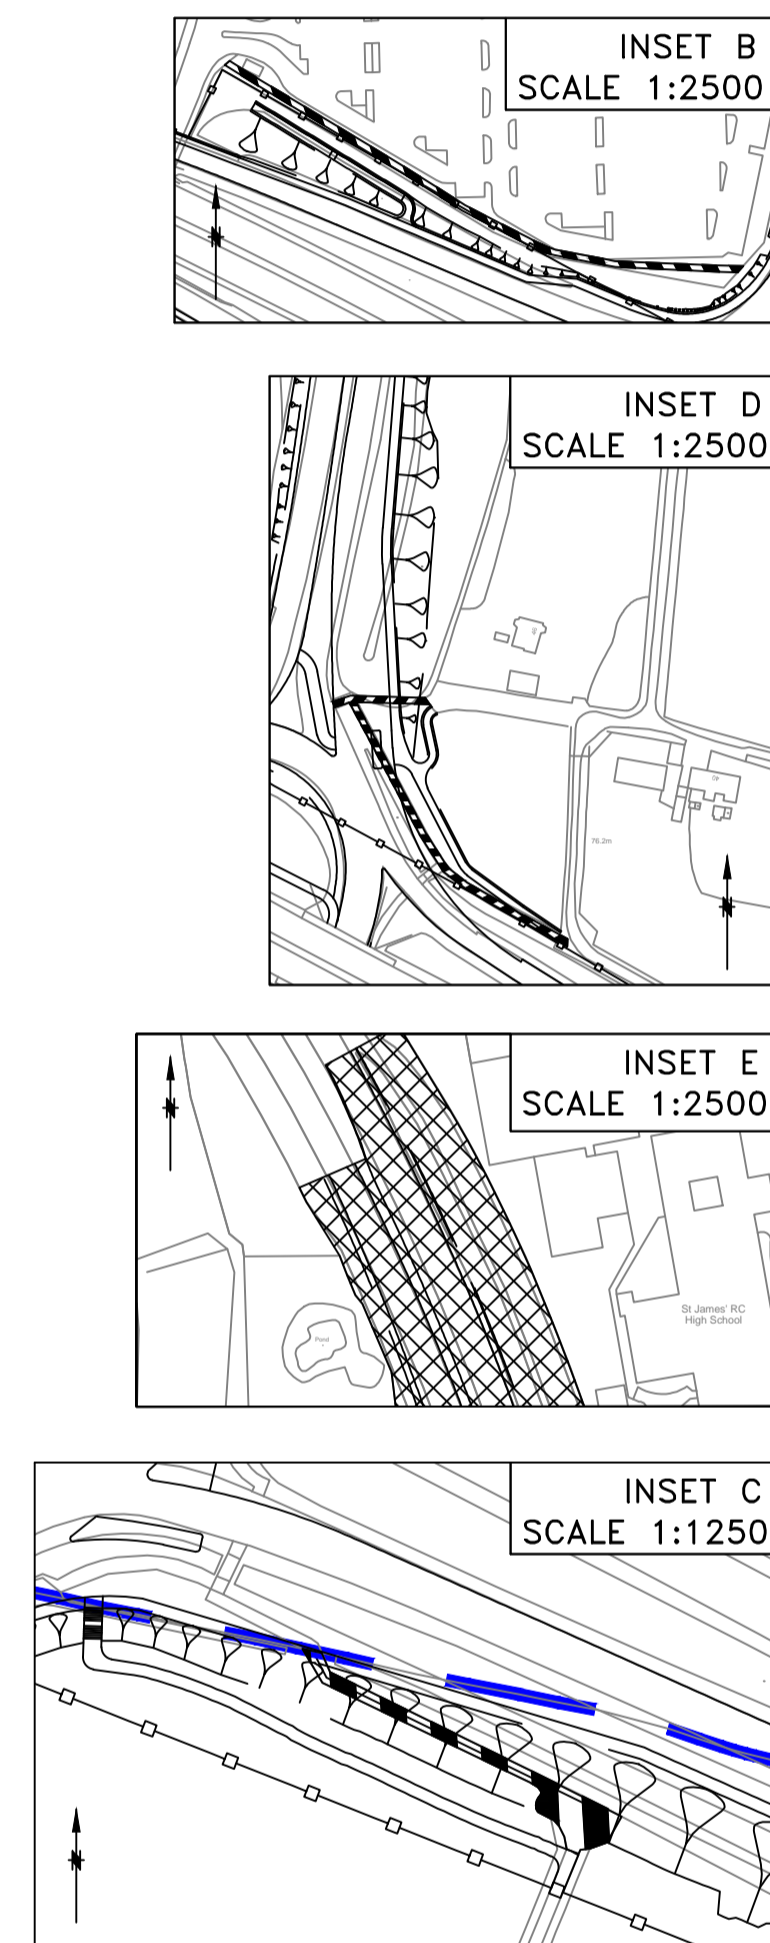 INSET B
SCALE 1:2500
INSET D
SCALE 1:2500
76.2m
INSET E
SCALE 1:2500
St James' RC
High School
Pond
INSET C
SCALE 1:1250